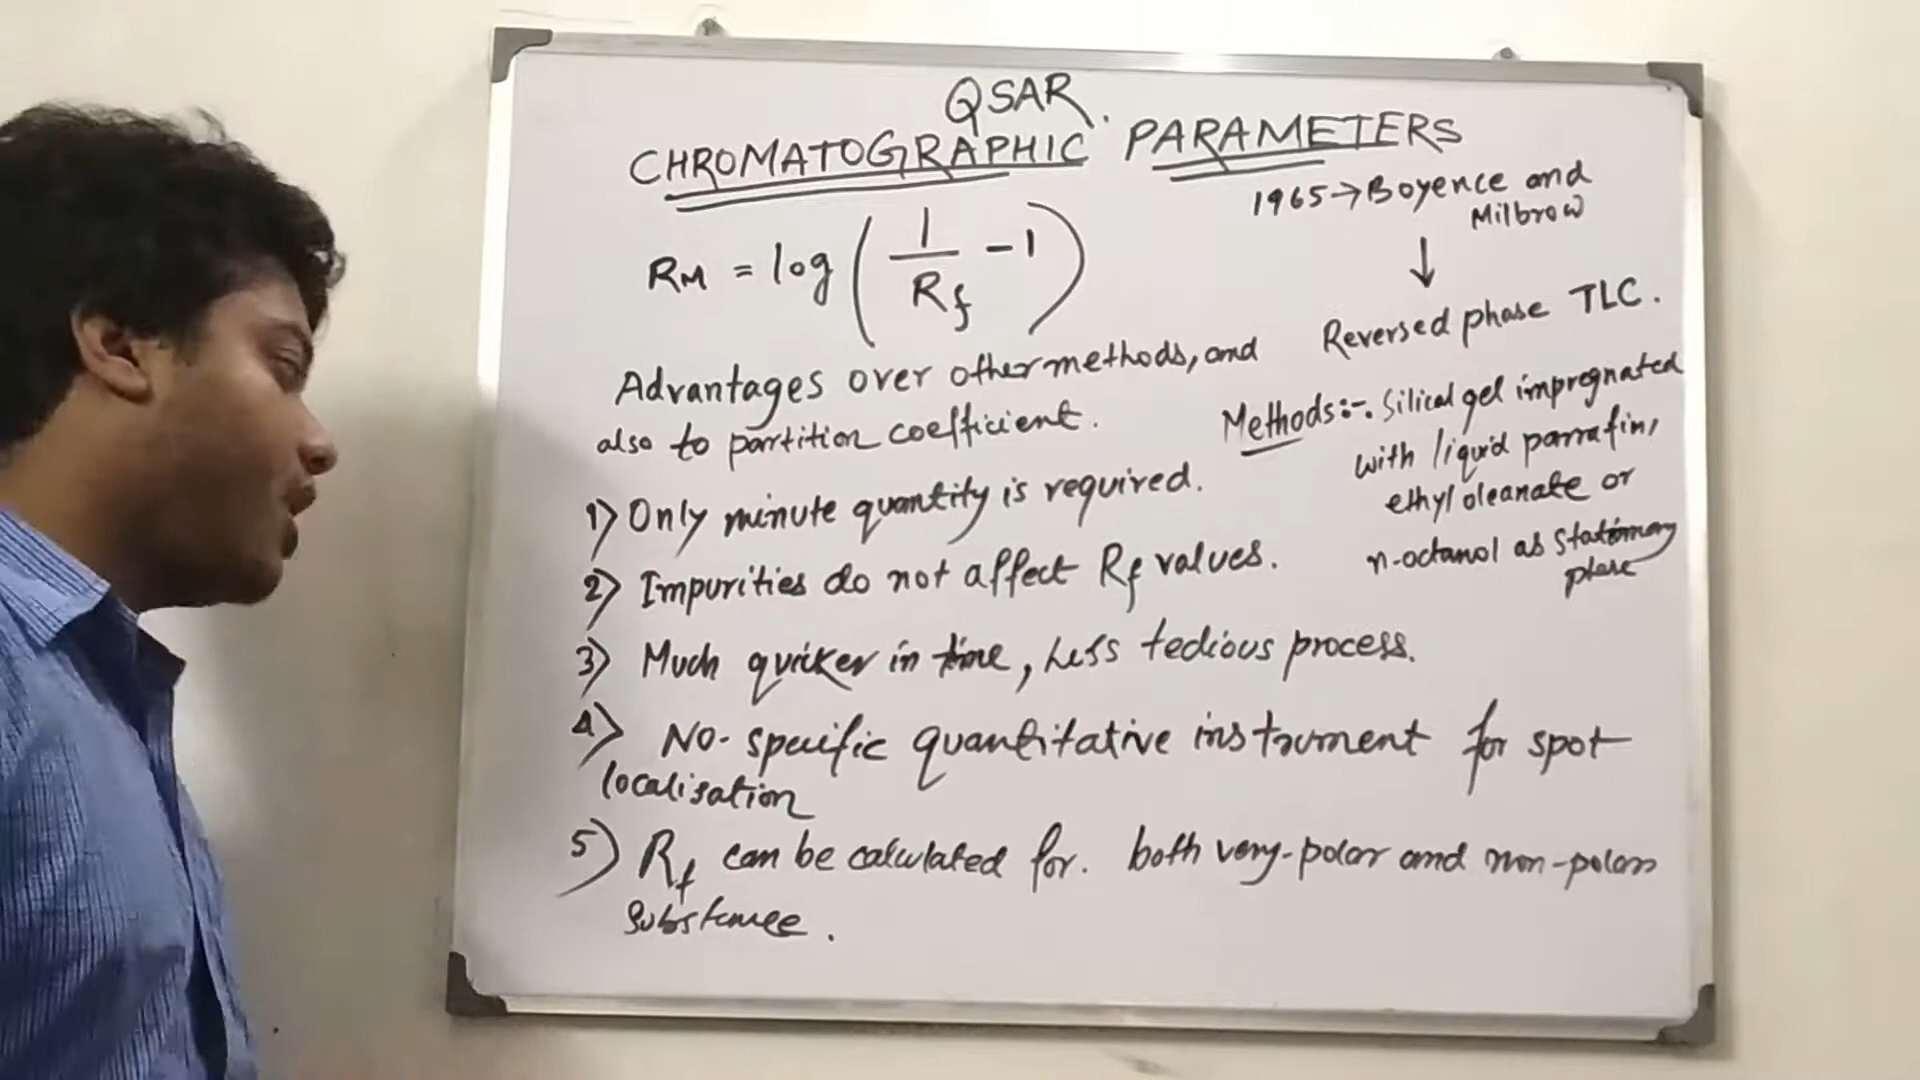 QSAR
CHROMATOGRAPHIC PARAMETERS
RM = log ( 1/Rf - 1 )
1965 → Boyence and
Milbrow
↓
Reversed phase TLC.
Advantages over other methods, and
also to partition coefficient.
1) Only minute quantity is required.
2) Impurities do not affect Rf values.
3) Much quicker in time, Less tedious process.
4) No-specific quantitative instrument for spot
localisation
5) Rf can be calculated for. both very-polar and non-polar
substance.
Methods:-. Silical gel impregnated
with liquid parrafin,
ethyl oleanate or
n-octanol as stationary
phase